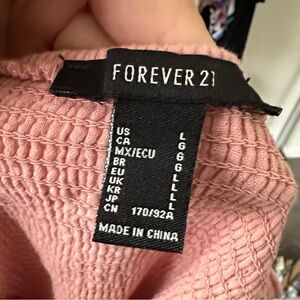 FOREVER 21
US L
CA G
MX/ECU G
BR G
EU L
UK L
KR L
JP L
CN 170/92A
MADE IN CHINA